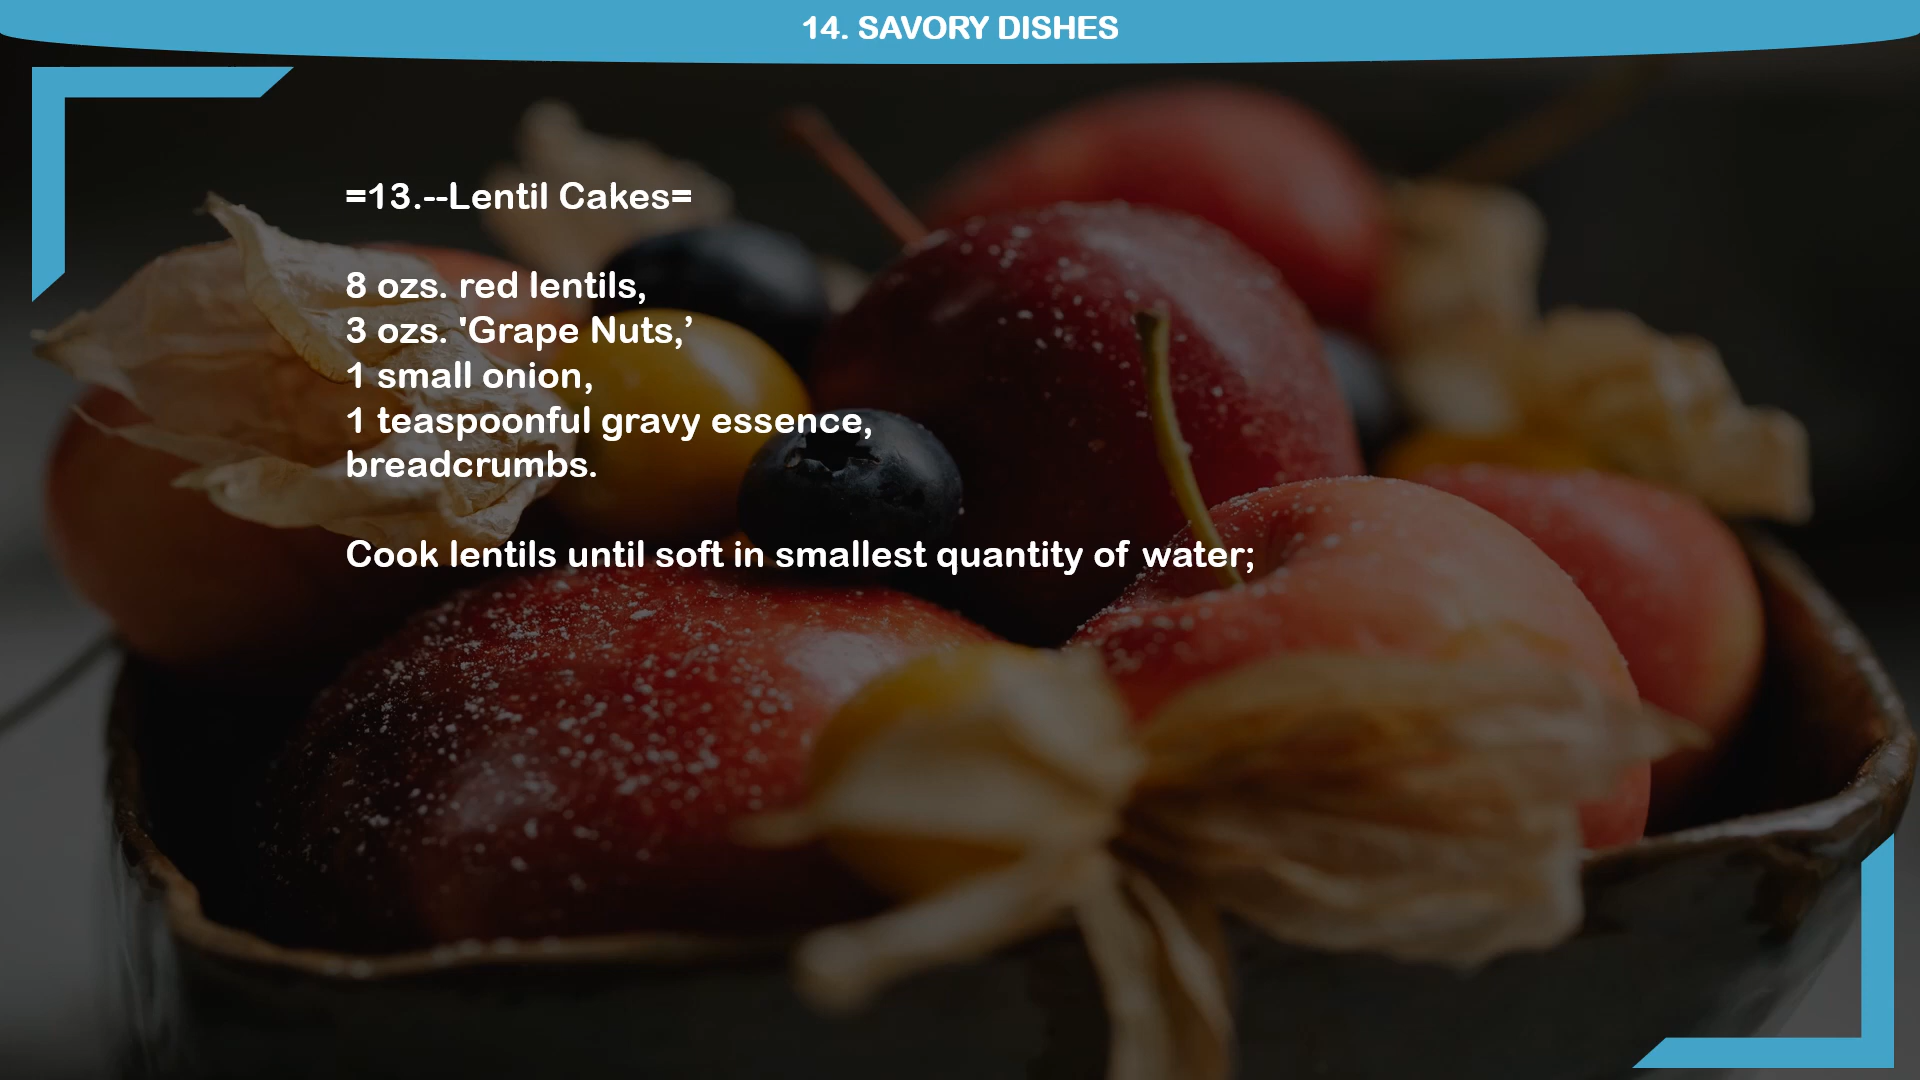 14. SAVORY DISHES
=13.--Lentil Cakes=
8 ozs. red lentils,
3 ozs. 'Grape Nuts,’
1 small onion,
1 teaspoonful gravy essence,
breadcrumbs.
Cook lentils until soft in smallest quantity of water;